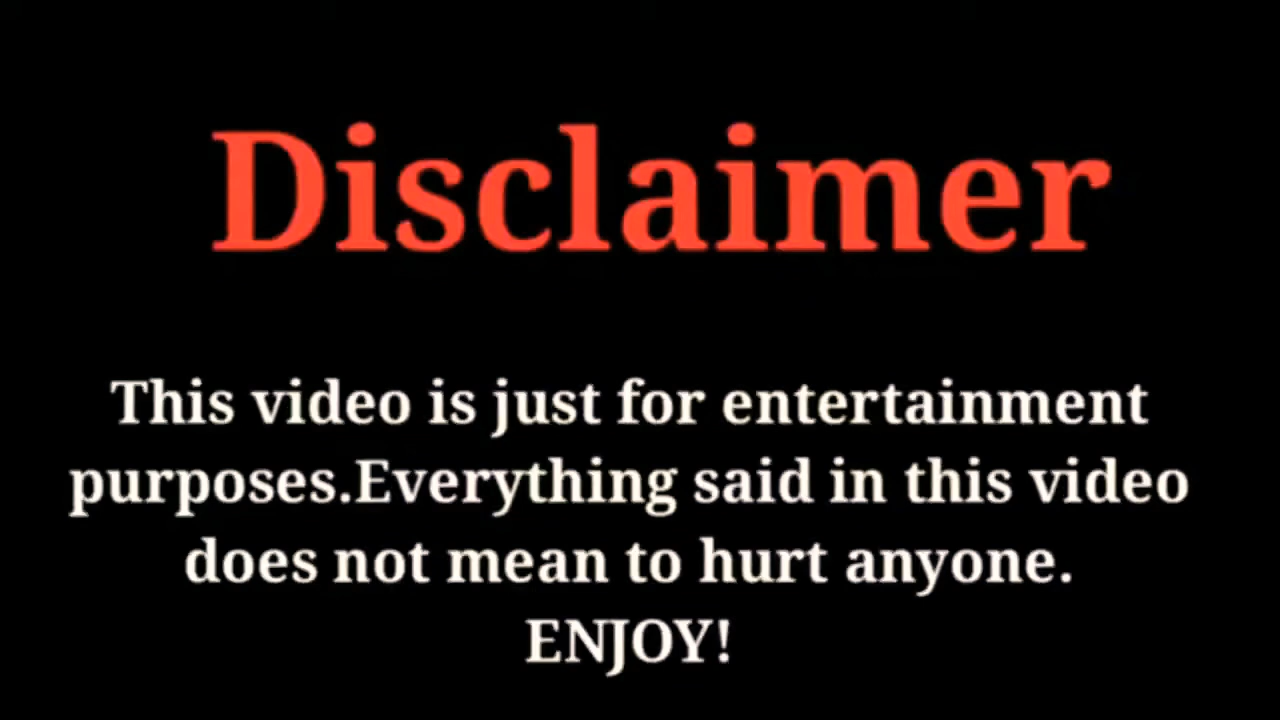 Disclaimer
This video is just for entertainment
purposes.Everything said in this video
does not mean to hurt anyone.
ENJOY!